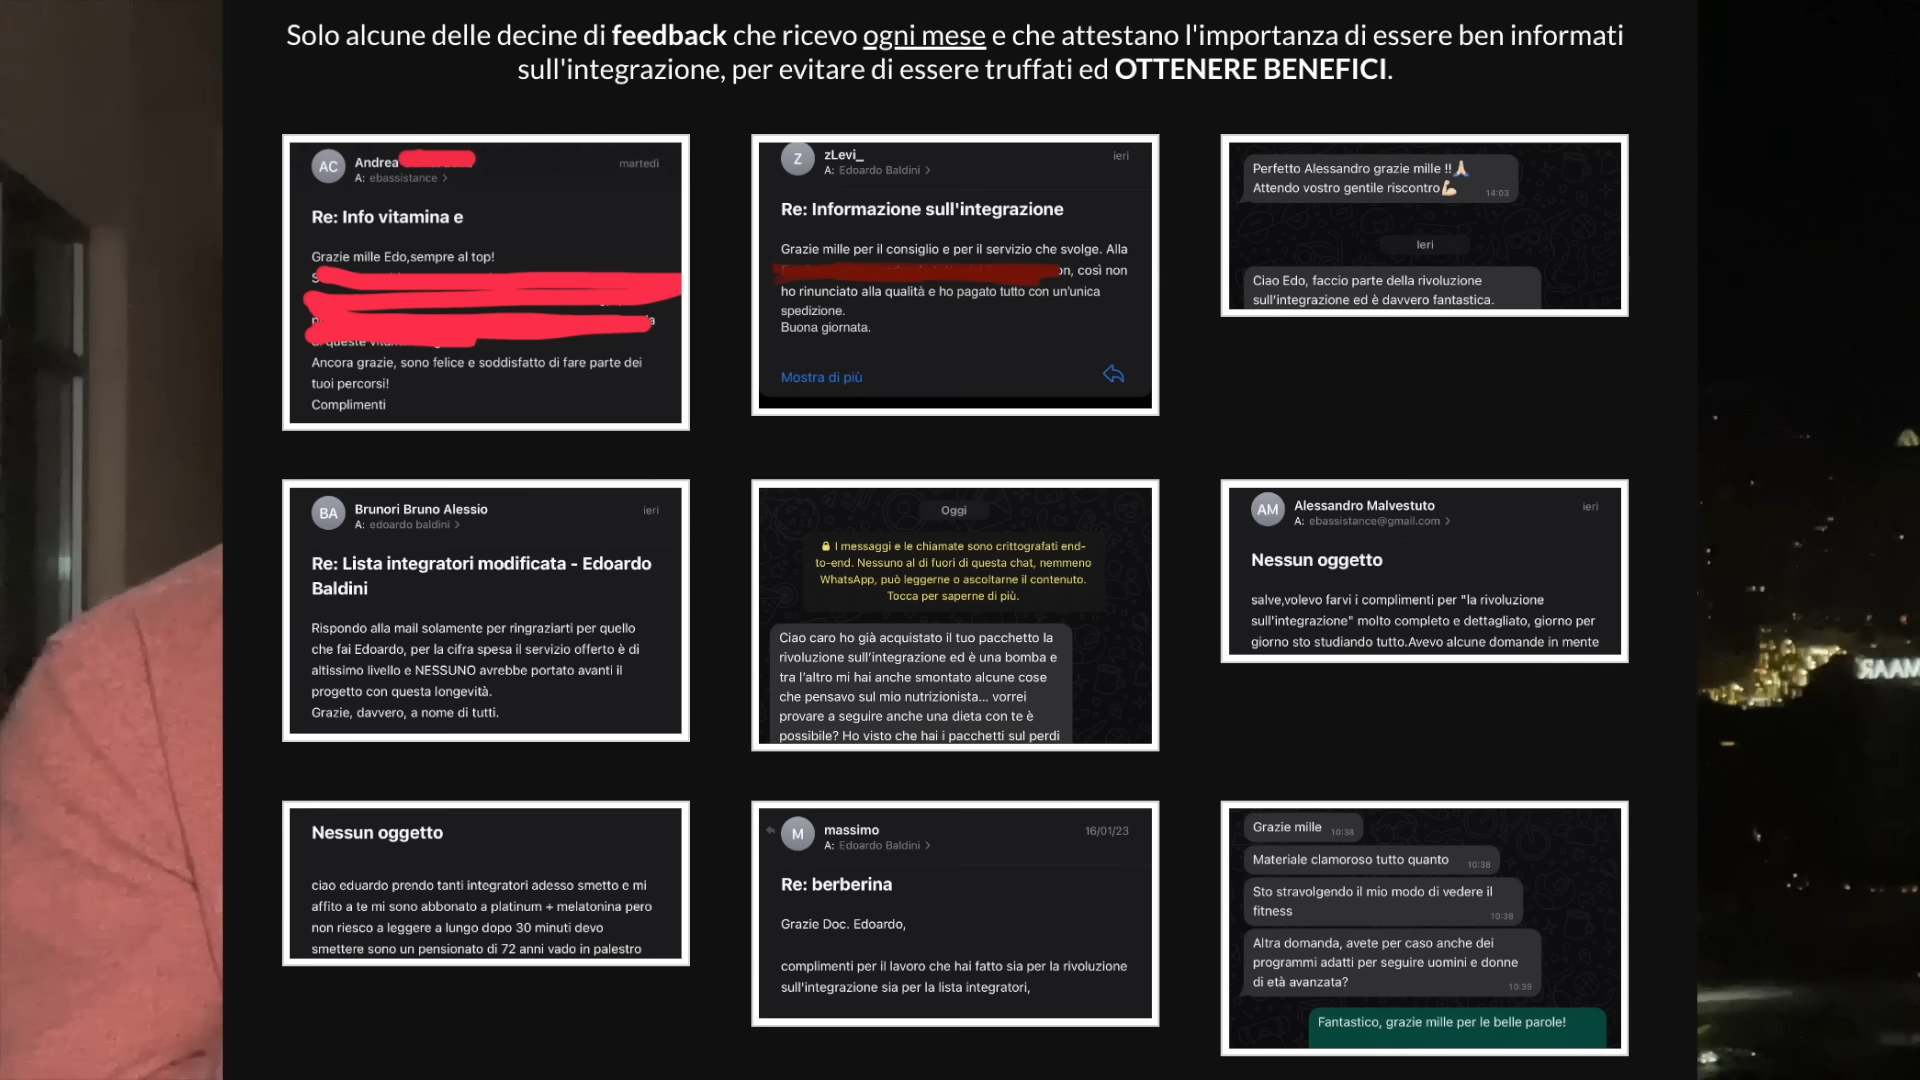 Solo alcune delle decine di feedback che ricevo ogni mese e che attestano l'importanza di essere ben informati
sull'integrazione, per evitare di essere truffati ed OTTENERE BENEFICI.
AC
Andrea
martedì
A: ebassistance >
Re: Info vitamina e
Grazie mille Edo,sempre al top!
Ancora grazie, sono felice e soddisfatto di fare parte dei
tuoi percorsi!
Complimenti
Z
zLevi_
ieri
A: Edoardo Baldini >
Re: Informazione sull'integrazione
Grazie mille per il consiglio e per il servizio che svolge. Alla
on, così non
ho rinunciato alla qualità e ho pagato tutto con un'unica
spedizione.
Buona giornata.
Mostra di più
Perfetto Alessandro grazie mille !!🙏🏻
Attendo vostro gentile riscontro💪🏻
14:03
Ieri
Ciao Edo, faccio parte della rivoluzione
sull'integrazione ed è davvero fantastica.
BA
Brunori Bruno Alessio
ieri
A: edoardo baldini >
Re: Lista integratori modificata - Edoardo
Baldini
Rispondo alla mail solamente per ringraziarti per quello
che fai Edoardo, per la cifra spesa il servizio offerto è di
altissimo livello e NESSUNO avrebbe portato avanti il
progetto con questa longevità.
Grazie, davvero, a nome di tutti.
Oggi
🔒 I messaggi e le chiamate sono crittografati end-
to-end. Nessuno al di fuori di questa chat, nemmeno
WhatsApp, può leggerne o ascoltarne il contenuto.
Tocca per saperne di più.
Ciao caro ho già acquistato il tuo pacchetto la
rivoluzione sull'integrazione ed è una bomba e
tra l'altro mi hai anche smontato alcune cose
che pensavo sul mio nutrizionista... vorrei
provare a seguire anche una dieta con te è
possibile? Ho visto che hai i pacchetti sul perdi
AM
Alessandro Malvestuto
ieri
A: ebassistance@gmail.com >
Nessun oggetto
salve,volevo farvi i complimenti per "la rivoluzione
sull'integrazione" molto completo e dettagliato, giorno per
giorno sto studiando tutto.Avevo alcune domande in mente
Nessun oggetto
ciao eduardo prendo tanti integratori adesso smetto e mi
affito a te mi sono abbonato a platinum + melatonina pero
non riesco a leggere a lungo dopo 30 minuti devo
smettere sono un pensionato di 72 anni vado in palestro
M
massimo
16/01/23
A: Edoardo Baldini >
Re: berberina
Grazie Doc. Edoardo,
complimenti per il lavoro che hai fatto sia per la rivoluzione
sull'integrazione sia per la lista integratori,
Grazie mille
10:38
Materiale clamoroso tutto quanto
10:38
Sto stravolgendo il mio modo di vedere il
fitness
10:38
Altra domanda, avete per caso anche dei
programmi adatti per seguire uomini e donne
di età avanzata?
10:39
Fantastico, grazie mille per le belle parole!